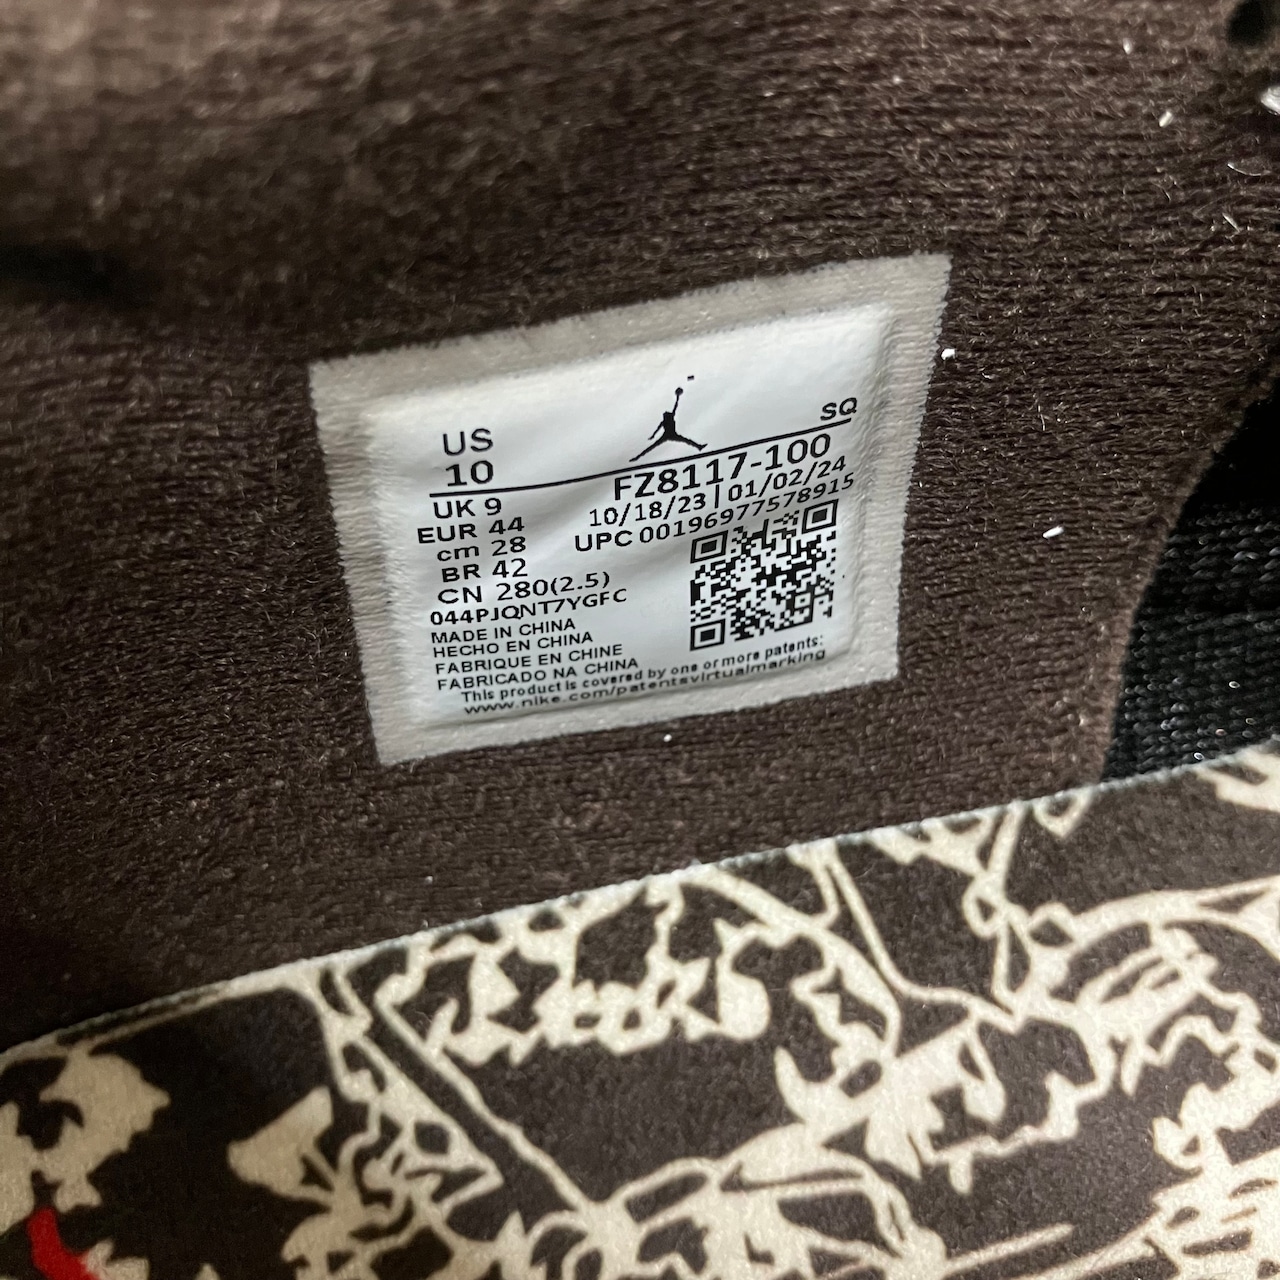 US
10
SQ
UK 9
EUR 44
cm 28
BR 42
CN 280(2.5)
044PJQNT7YGFC
FZ8117-100
10/18/23 | 01/02/24
UPC 00196977578915
MADE IN CHINA
HECHO EN CHINA
FABRIQUE EN CHINE
FABRICADO NA CHINA
This product is covered by one or more patents:
www.nike.com/patentsvirtualmarking